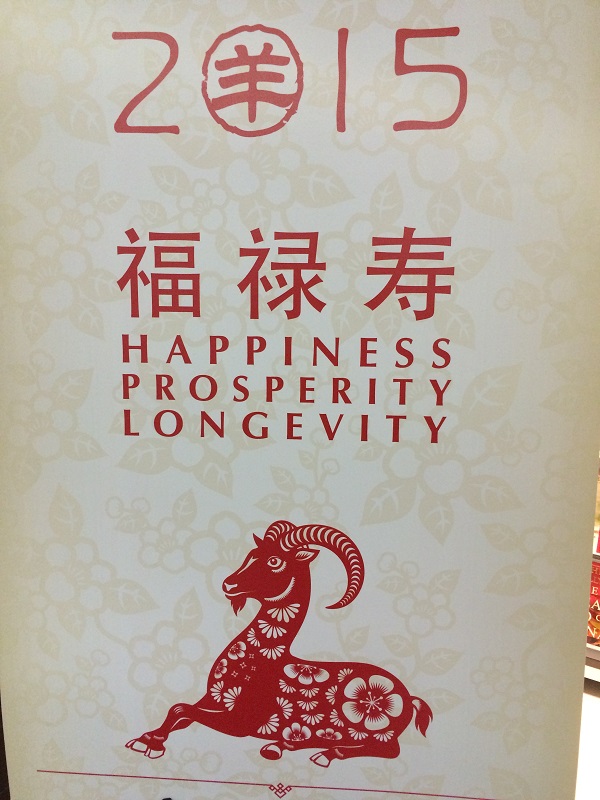 2羊15
福禄寿
HAPPINESS
PROSPERITY
LONGEVITY